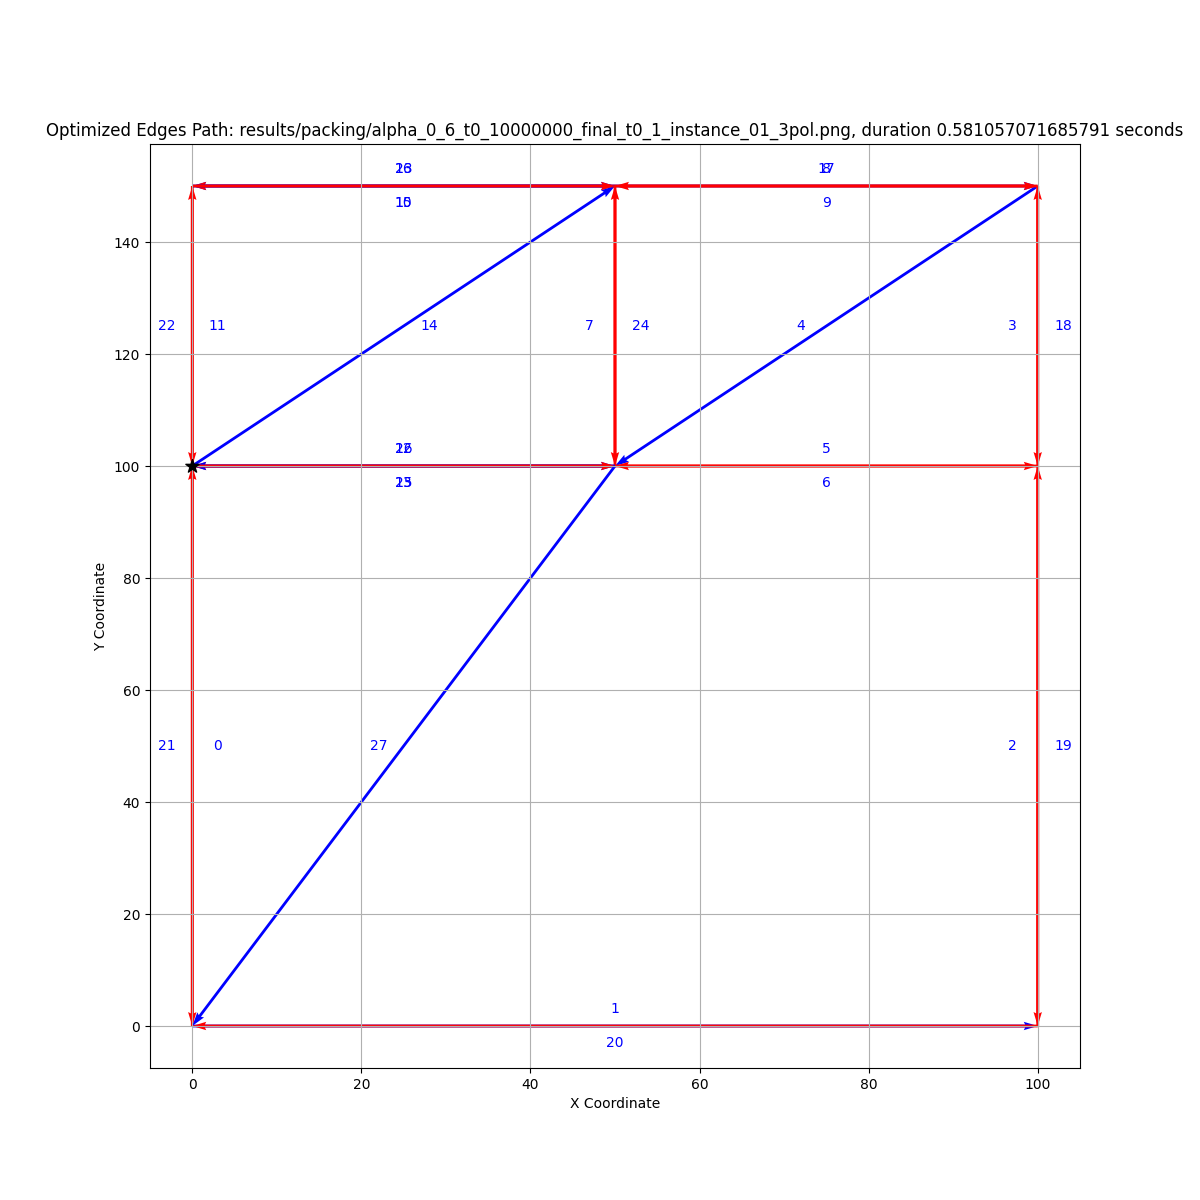 Optimized Edges Path: results/packing/alpha_0_6_t0_10000000_final_t0_1_instance_01_3pol.png, duration 0.581057071685791 seconds
9
140
22 11 14 7 24 4 3 18
120
5
100
6
80
Y Coordinate
60
21 0 27 2 19
40
20
1
0
20
0 20 40 60 80 100
X Coordinate